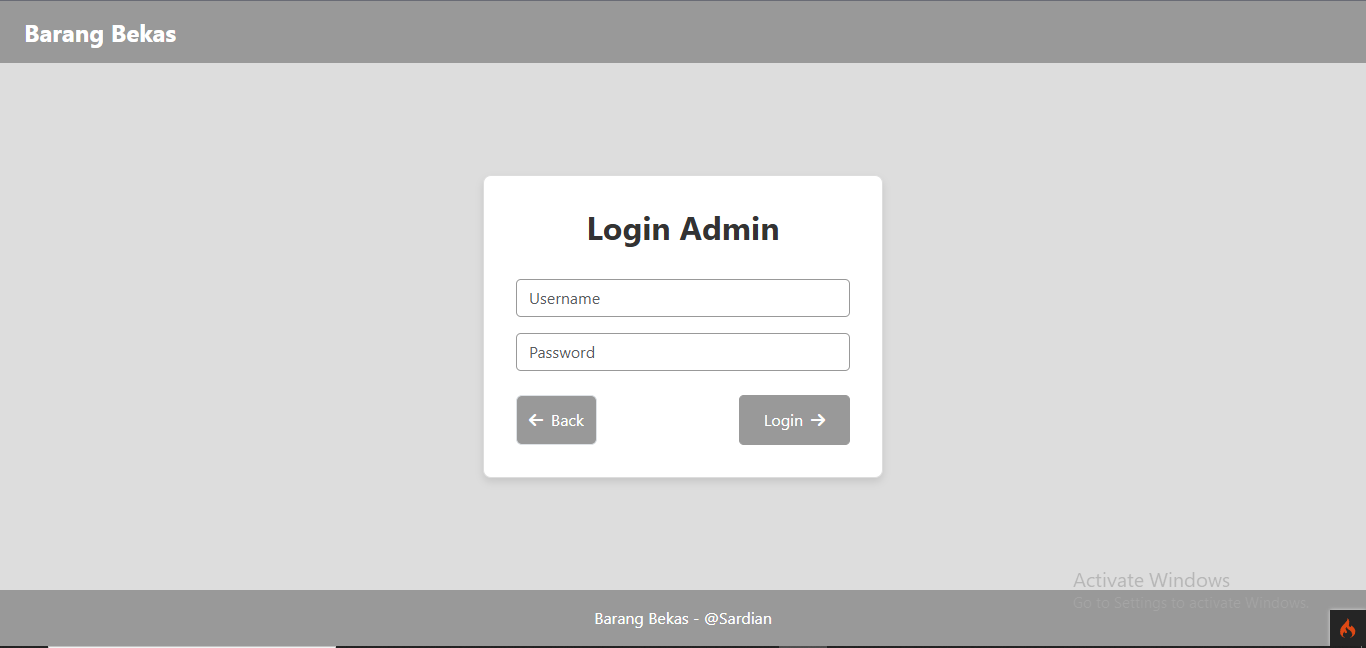 Barang Bekas
Login Admin
Username
Password
Back
Login
Activate Windows
Go to Settings to activate Windows.
Barang Bekas - @Sardian